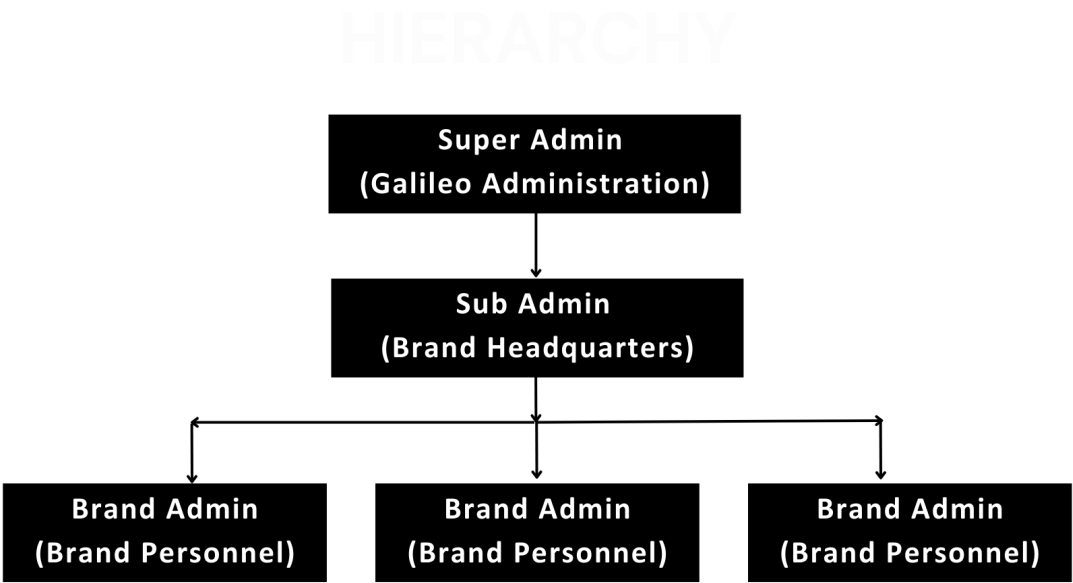 HIERARCHY
Super Admin
(Galileo Administration)
Sub Admin
(Brand Headquarters)
Brand Admin
(Brand Personnel)
Brand Admin
(Brand Personnel)
Brand Admin
(Brand Personnel)